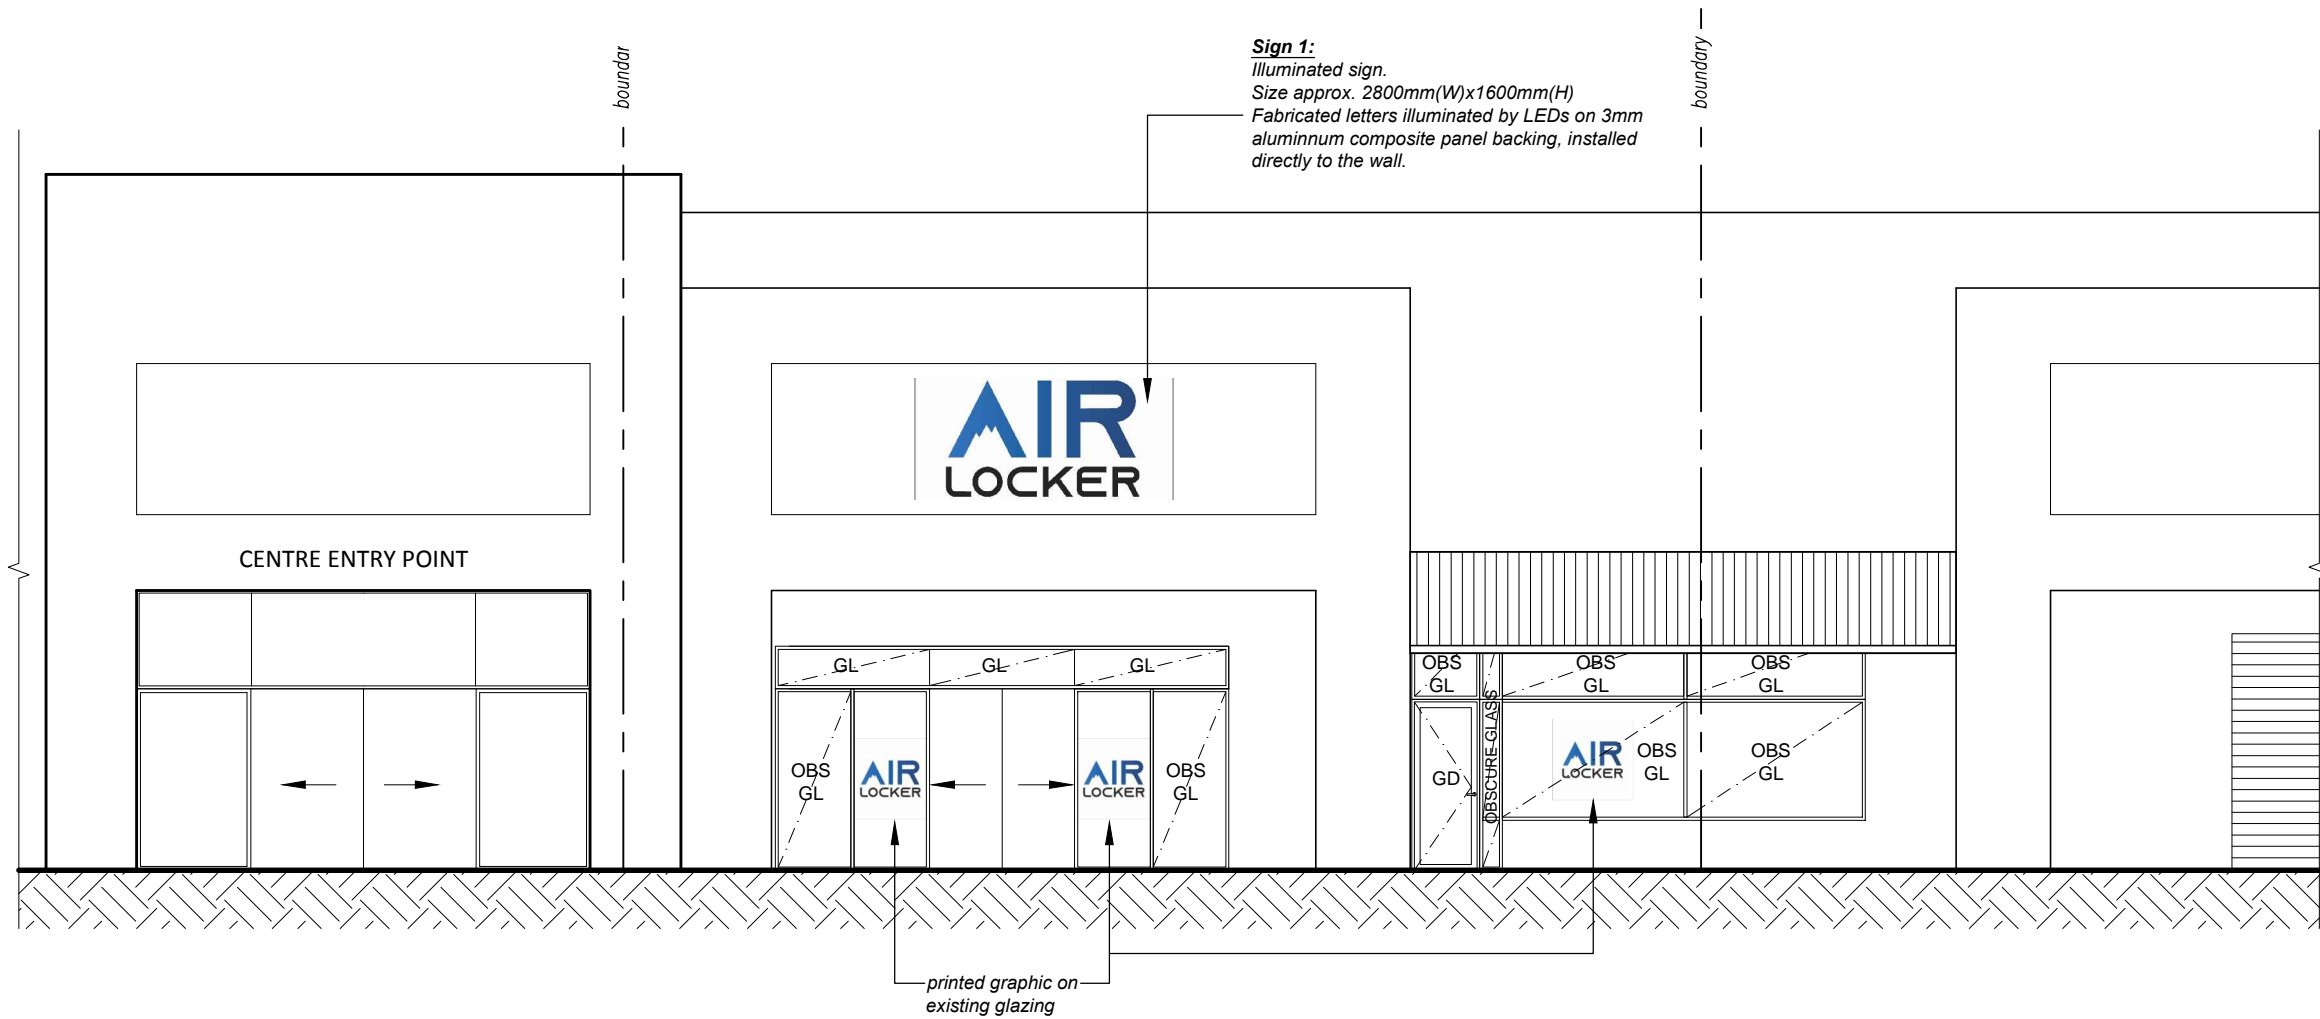 boundar
boundary
Sign 1:
Illuminated sign.
Size approx. 2800mm(W)x1600mm(H)
Fabricated letters illuminated by LEDs on 3mm
aluminnum composite panel backing, installed
directly to the wall.
AIR
LOCKER
CENTRE ENTRY POINT
GL
GL
GL
OBS
GL
AIR
LOCKER
AIR
LOCKER
OBS
GL
OBS
GL
OBS
GL
OBS
GL
GD
OBSCURE GLASS
AIR
LOCKER
OBS
GL
OBS
GL
printed graphic on
existing glazing